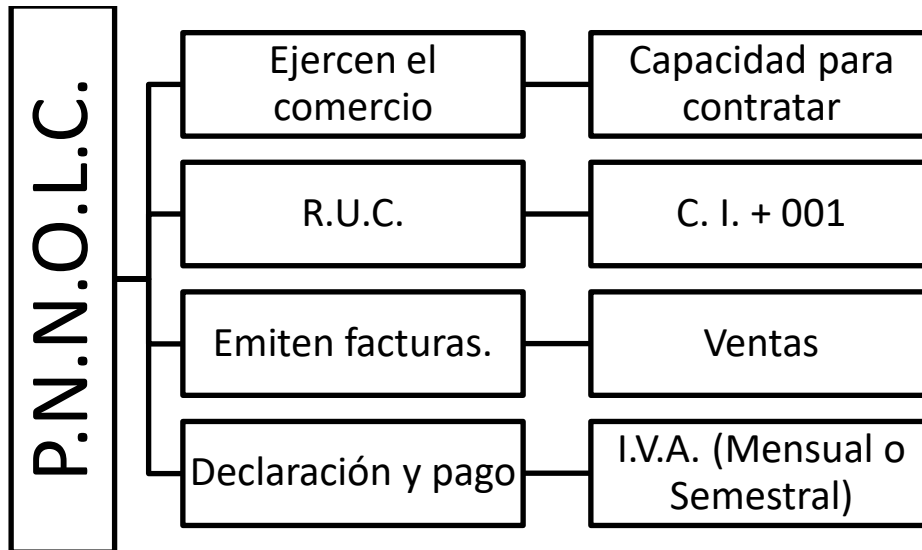 P.N.N.O.L.C.
Ejercen el
comercio
Capacidad para
contratar
R.U.C.
C. I. + 001
Emiten facturas.
Ventas
Declaración y pago
I.V.A. (Mensual o
Semestral)